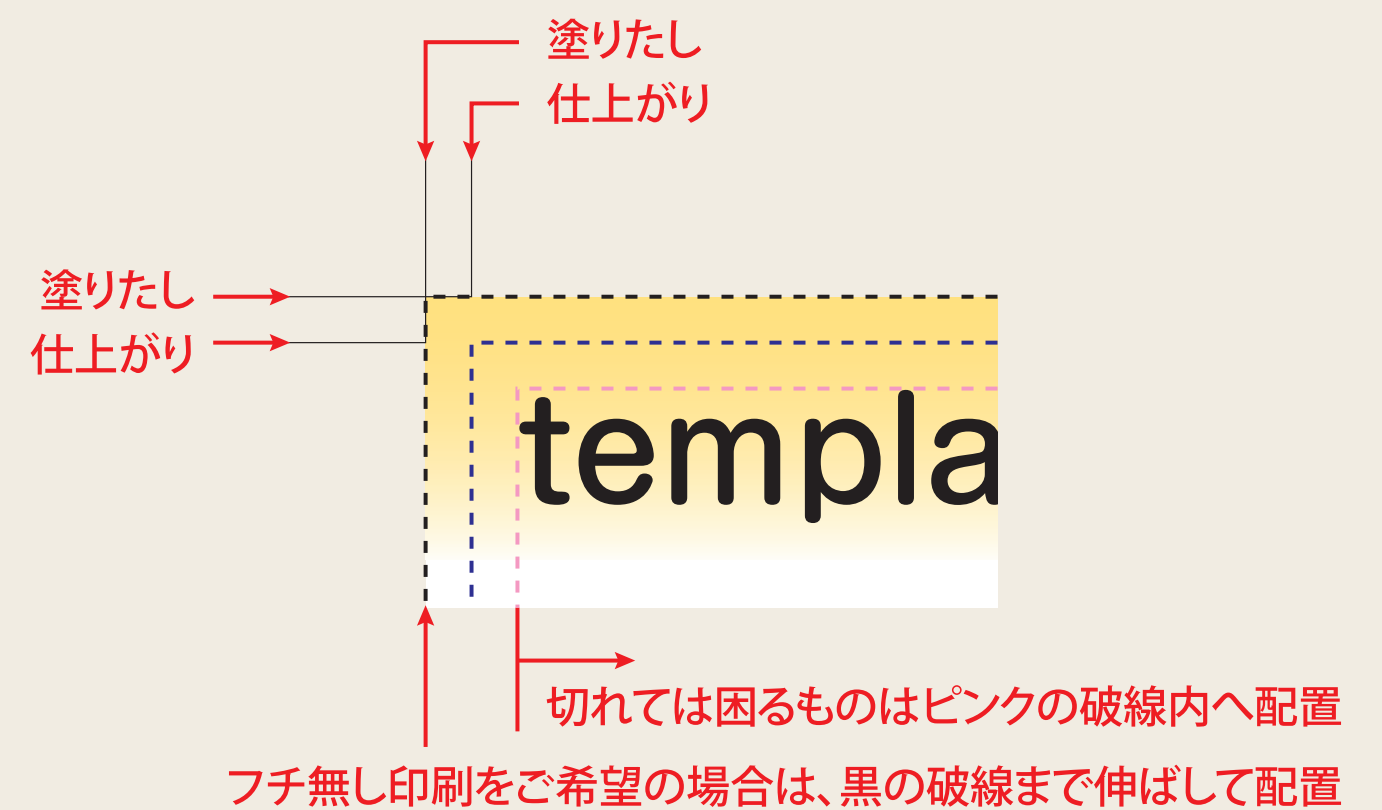 塗りたし
仕上がり
塗りたし
仕上がり
templa
切れては困るものはピンクの破線内へ配置
フチ無し印刷をご希望の場合は、黒の破線まで伸ばして配置